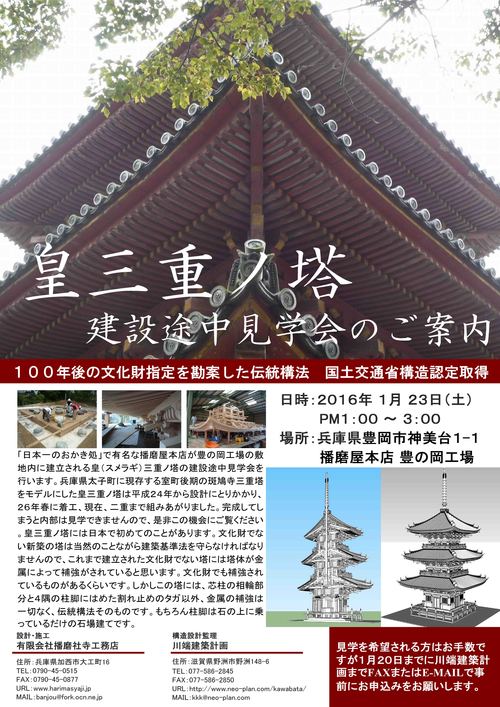 皇三重ノ塔
建設途中見学会のご案内
１００年後の文化財指定を勘案した伝統構法　国土交通省構造認定取得
日時：２０１６年 １月 ２３日（土）
ＰＭ１：００ ～ ３：００
場所：兵庫県豊岡市神美台１-１
播磨屋本店 豊の岡工場
「日本一のおかき処」で有名な播磨屋本店が豊の岡工場の敷
地内に建立される皇（スメラギ）三重ノ塔の建設途中見学会を
行います。兵庫県太子町に現存する室町後期の斑鳩寺三重塔
をモデルにした皇三重ノ塔は平成２４年から設計にとりかかり、
２６年春に着工、現在、二重まで組みあがりました。完成してし
まうと内部は見学できませんので、是非この機会にご覧ください
。皇三重ノ塔には日本で初めてのことがあります。文化財でな
い新築の塔は当然のことながら建築基準法を守らなければなり
ませんので、これまで建立された文化財でない塔には塔体が金
属によって補強がされていると思います。文化財でも補強され
ているものがあるくらいです。しかしこの塔には、芯柱の相輪部
分と４隅の柱脚にはめた割れ止めのタガ以外、金属の補強は
一切なく、伝統構法そのものです。もちろん柱脚は石の上に乗
っているだけの石場建てです。
設計・施工
有限会社播磨社寺工務店
住所：兵庫県加西市大工町16
TEL：0790-45-0515
FAX：0790-45-0877
URL：www.harimasyaji.jp
MAIL：banjou@fork.ocn.ne.jp
構造設計監理
川端建築計画
住所：滋賀県野洲市野洲148-6
TEL：077-586-2845
FAX：077-586-2850
URL：http://www.neo-plan.com/kawabata/
MAIL：kkk@neo-plan.com
見学を希望される方はお手数で
すが１月２０日までに川端建築計
画までFAXまたはE-MAILで事
前にお申込みをお願いします。